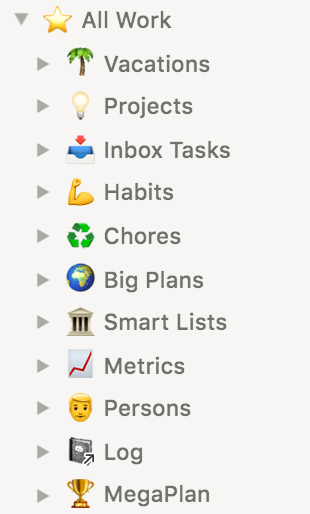 All Work
Vacations
Projects
Inbox Tasks
Habits
Chores
Big Plans
Smart Lists
Metrics
Persons
Log
MegaPlan